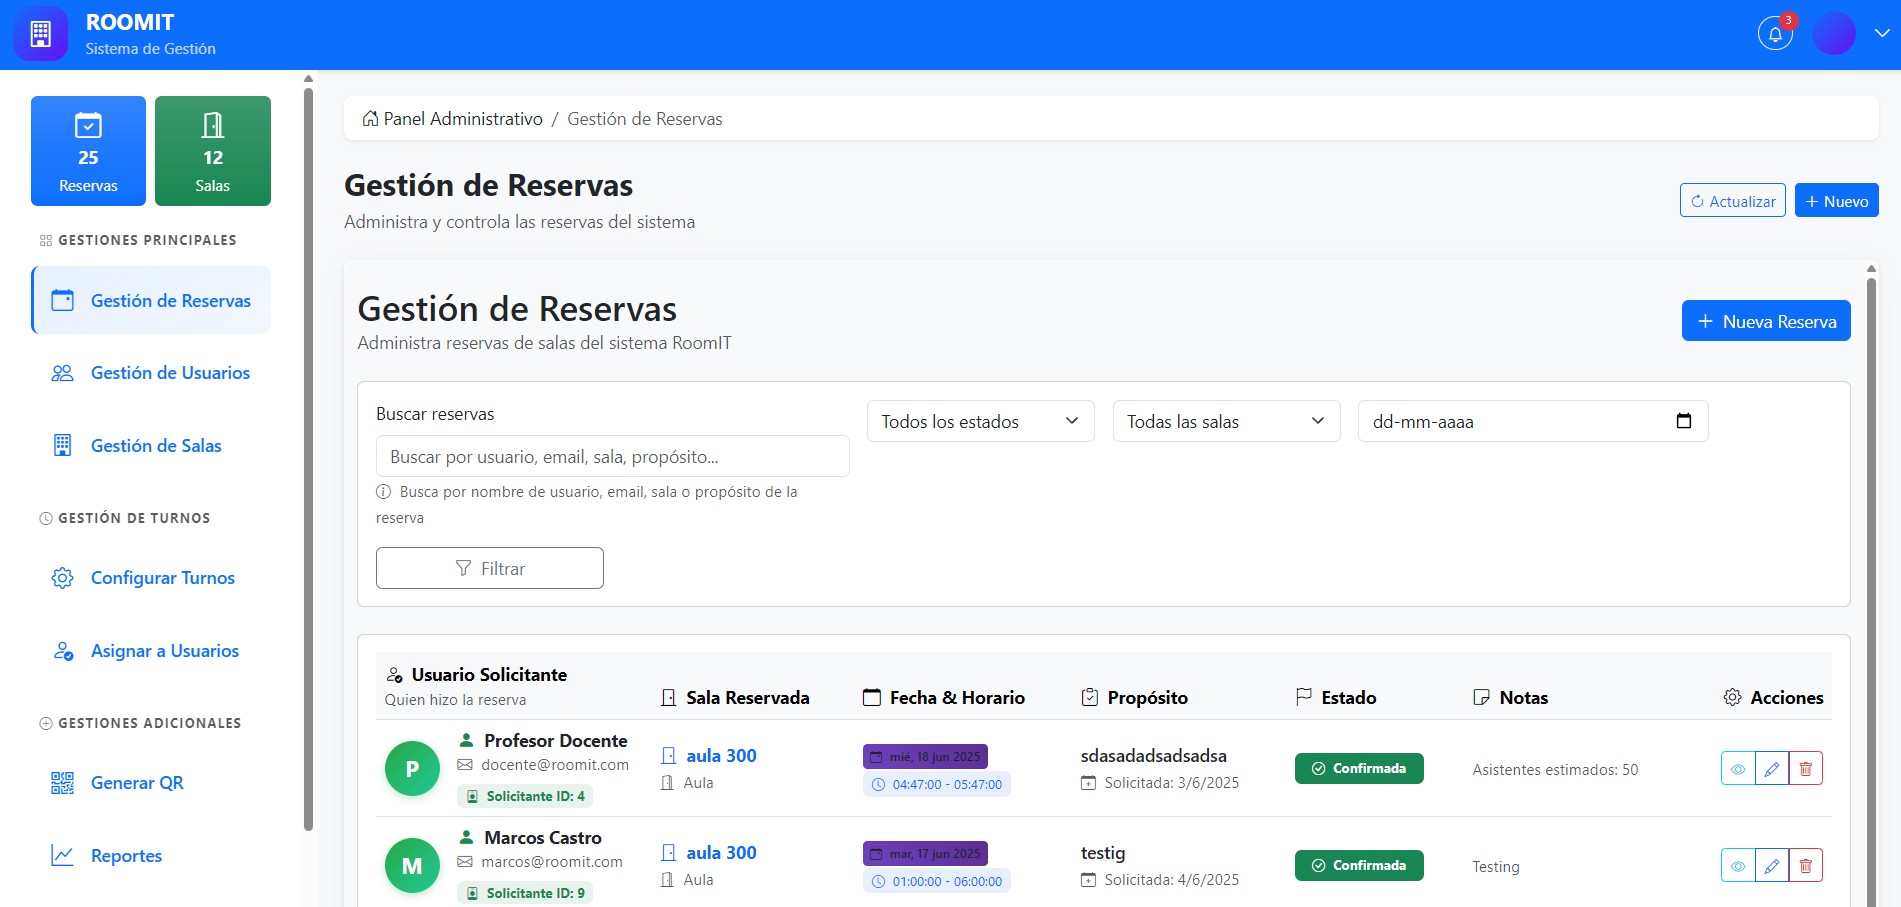 ROOMIT
Sistema de Gestión
3
25
Reservas
12
Salas
GESTIONES PRINCIPALES
Gestión de Reservas
Gestión de Usuarios
Gestión de Salas
GESTIÓN DE TURNOS
Configurar Turnos
Asignar a Usuarios
GESTIONES ADICIONALES
Generar QR
Reportes
Panel Administrativo / Gestión de Reservas
Gestión de Reservas
Administra y controla las reservas del sistema
Actualizar
+ Nuevo
Gestión de Reservas
Administra reservas de salas del sistema RoomIT
+ Nueva Reserva
Buscar reservas
Buscar por usuario, email, sala, propósito...
Busca por nombre de usuario, email, sala o propósito de la
reserva
Todos los estados
Todas las salas
dd-mm-aaaa
Filtrar
Usuario Solicitante
Quien hizo la reserva
Sala Reservada
Fecha & Horario
Propósito
Estado
Notas
Acciones
P
Profesor Docente
docente@roomit.com
Solicitante ID: 4
aula 300
Aula
mié, 18 jun 2025
04:47:00 - 05:47:00
sdasadadsadsadsa
Solicitada: 3/6/2025
Confirmada
Asistentes estimados: 50
M
Marcos Castro
marcos@roomit.com
Solicitante ID: 9
aula 300
Aula
mar, 17 jun 2025
01:00:00 - 06:00:00
testig
Solicitada: 4/6/2025
Confirmada
Testing